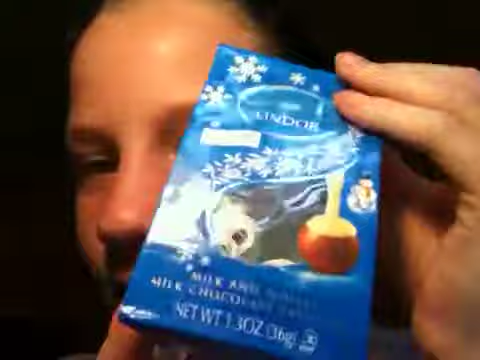 LINDOR
MILK AND WHITE
MILK CHOCOLATE
NET WT 1.3OZ (36g)